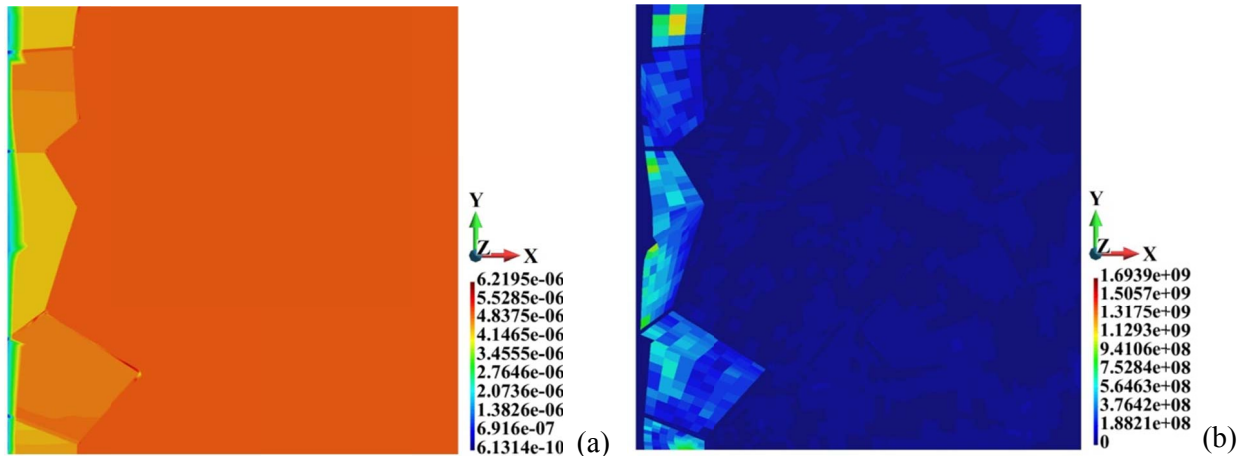 Y
Z
X
6.2195e-06
5.5285e-06
4.8375e-06
4.1465e-06
3.4555e-06
2.7646e-06
2.0736e-06
1.3826e-06
6.916e-07
6.1314e-10
(a)
Y
Z
X
1.6939e+09
1.5057e+09
1.3175e+09
1.1293e+09
9.4106e+08
7.5284e+08
5.6463e+08
3.7642e+08
1.8821e+08
0
(b)